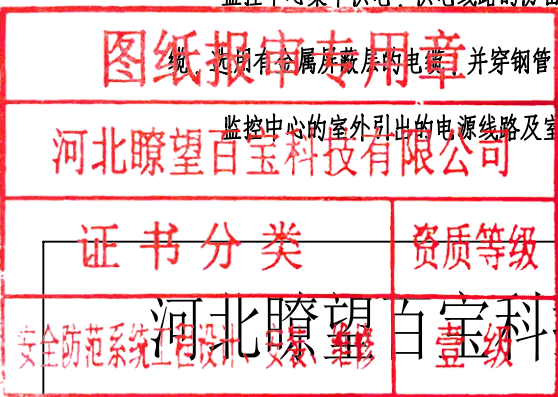 图纸报审专用章
缆，选用有金属屏蔽层的电缆，并穿钢管
监控中心的室外引出的电源线路及室
河北瞭望百宝科技有限公司
证书分类 资质等级
河北瞭望百宝科
安全防范系统工程设计、安装、维修 壹级